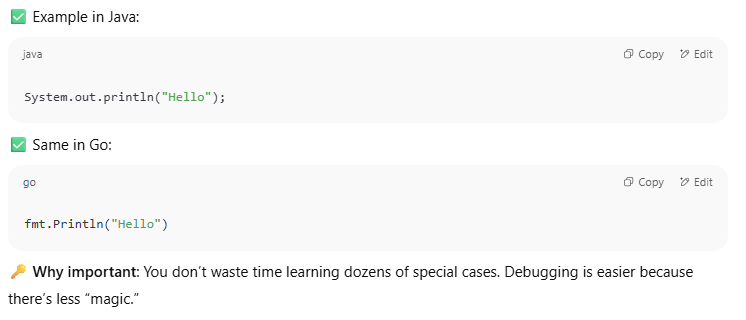 ✅ Example in Java:
java
Copy Edit
System.out.println("Hello");
✅ Same in Go:
go
Copy Edit
fmt.Println("Hello")
🔑 Why important: You don’t waste time learning dozens of special cases. Debugging is easier because
there’s less “magic.”